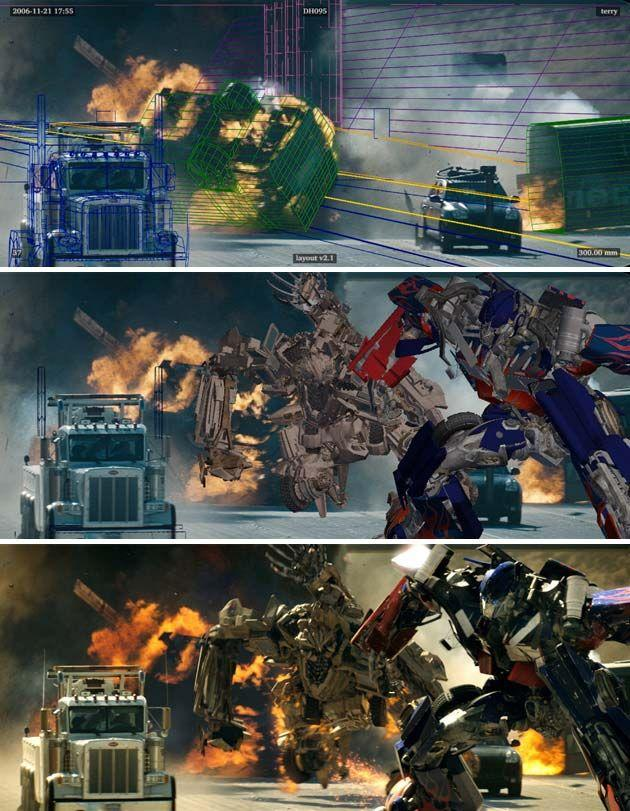 2006-11-21 17:55
DH095
terry
37
layout v2.1
300.00 mm